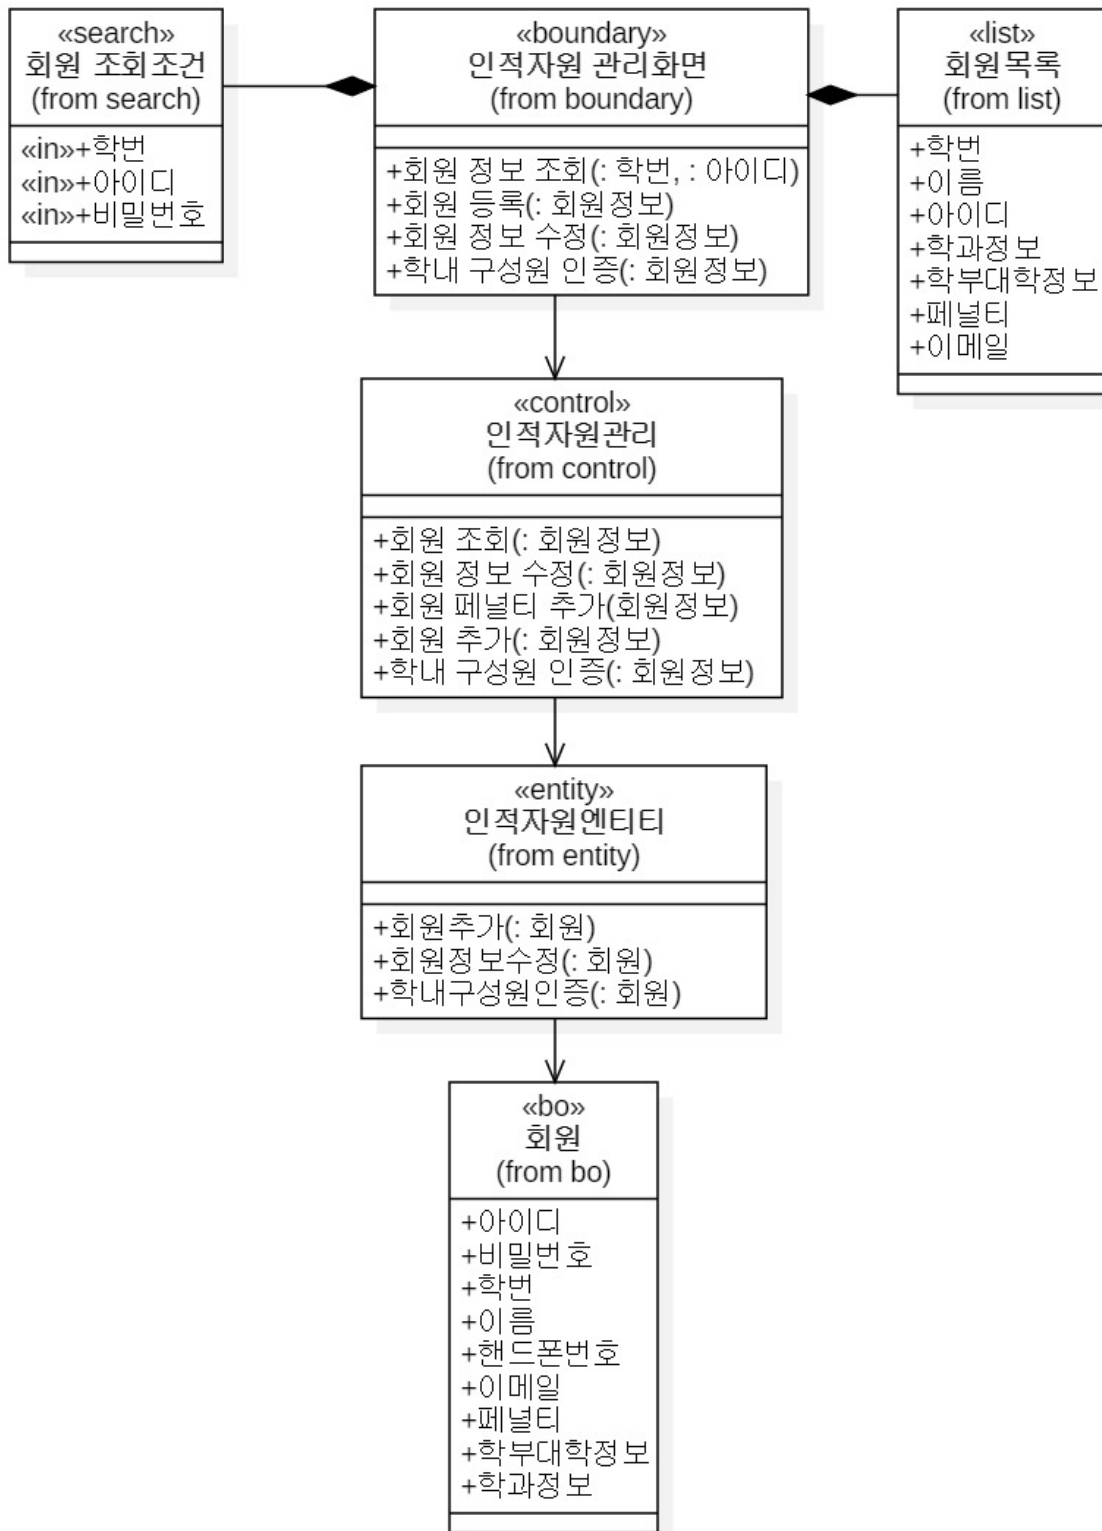 «search»
회원 조회조건
(from search)
«in»+학번
«in»+아이디
«in»+비밀번호
«boundary»
인적자원 관리화면
(from boundary)
+회원 정보 조회(: 학번, : 아이디)
+회원 등록(: 회원정보)
+회원 정보 수정(: 회원정보)
+학내 구성원 인증(: 회원정보)
«list»
회원목록
(from list)
+학번
+이름
+아이디
+학과정보
+학부대학정보
+페널티
+이메일
«control»
인적자원관리
(from control)
+회원 조회(: 회원정보)
+회원 정보 수정(: 회원정보)
+회원 페널티 추가(회원정보)
+회원 추가(: 회원정보)
+학내 구성원 인증(: 회원정보)
«entity»
인적자원엔티티
(from entity)
+회원추가(: 회원)
+회원정보수정(: 회원)
+학내구성원인증(: 회원)
«bo»
회원
(from bo)
+아이디
+비밀번호
+학번
+이름
+핸드폰번호
+이메일
+페널티
+학부대학정보
+학과정보